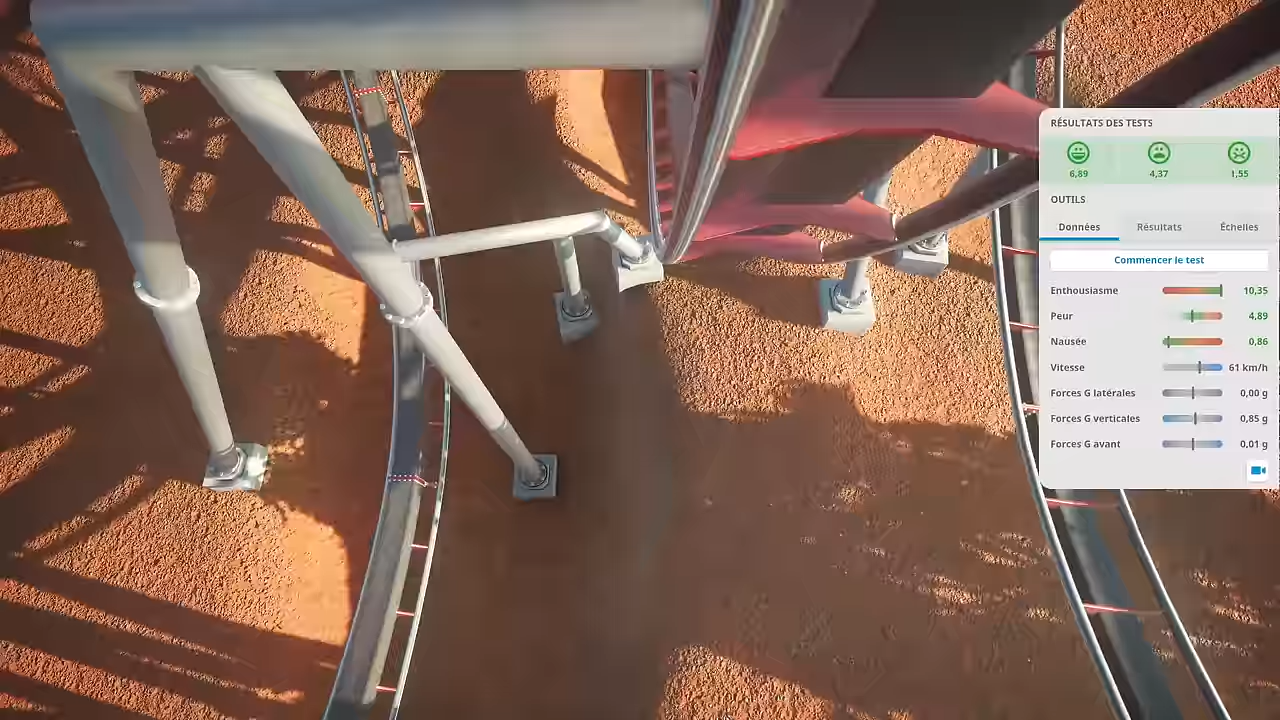 RÉSULTATS DES TESTS
6,89 4,37 1,55
OUTILS
Données Résultats Échelles
Commencer le test
Enthousiasme 10,35
Peur 4,89
Nausée 0,86
Vitesse 61 km/h
Forces G latérales 0,00 g
Forces G verticales 0,85 g
Forces G avant 0,01 g